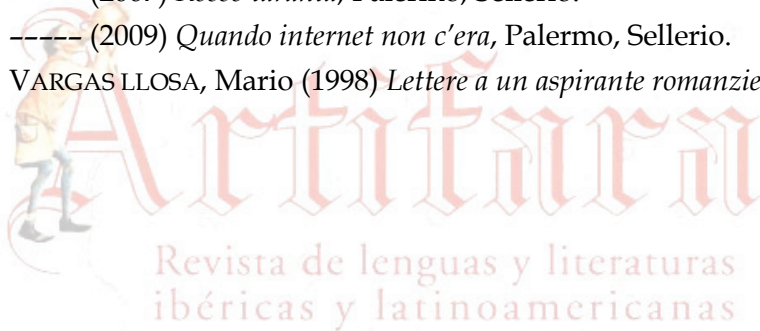 ----- (2009) Quando internet non c'era, Palermo, Sellerio.
VARGAS LLOSA, Mario (1998) Lettere a un aspirante
Artifara
Revista de lenguas y literaturas
ibéricas y latinoamericanas